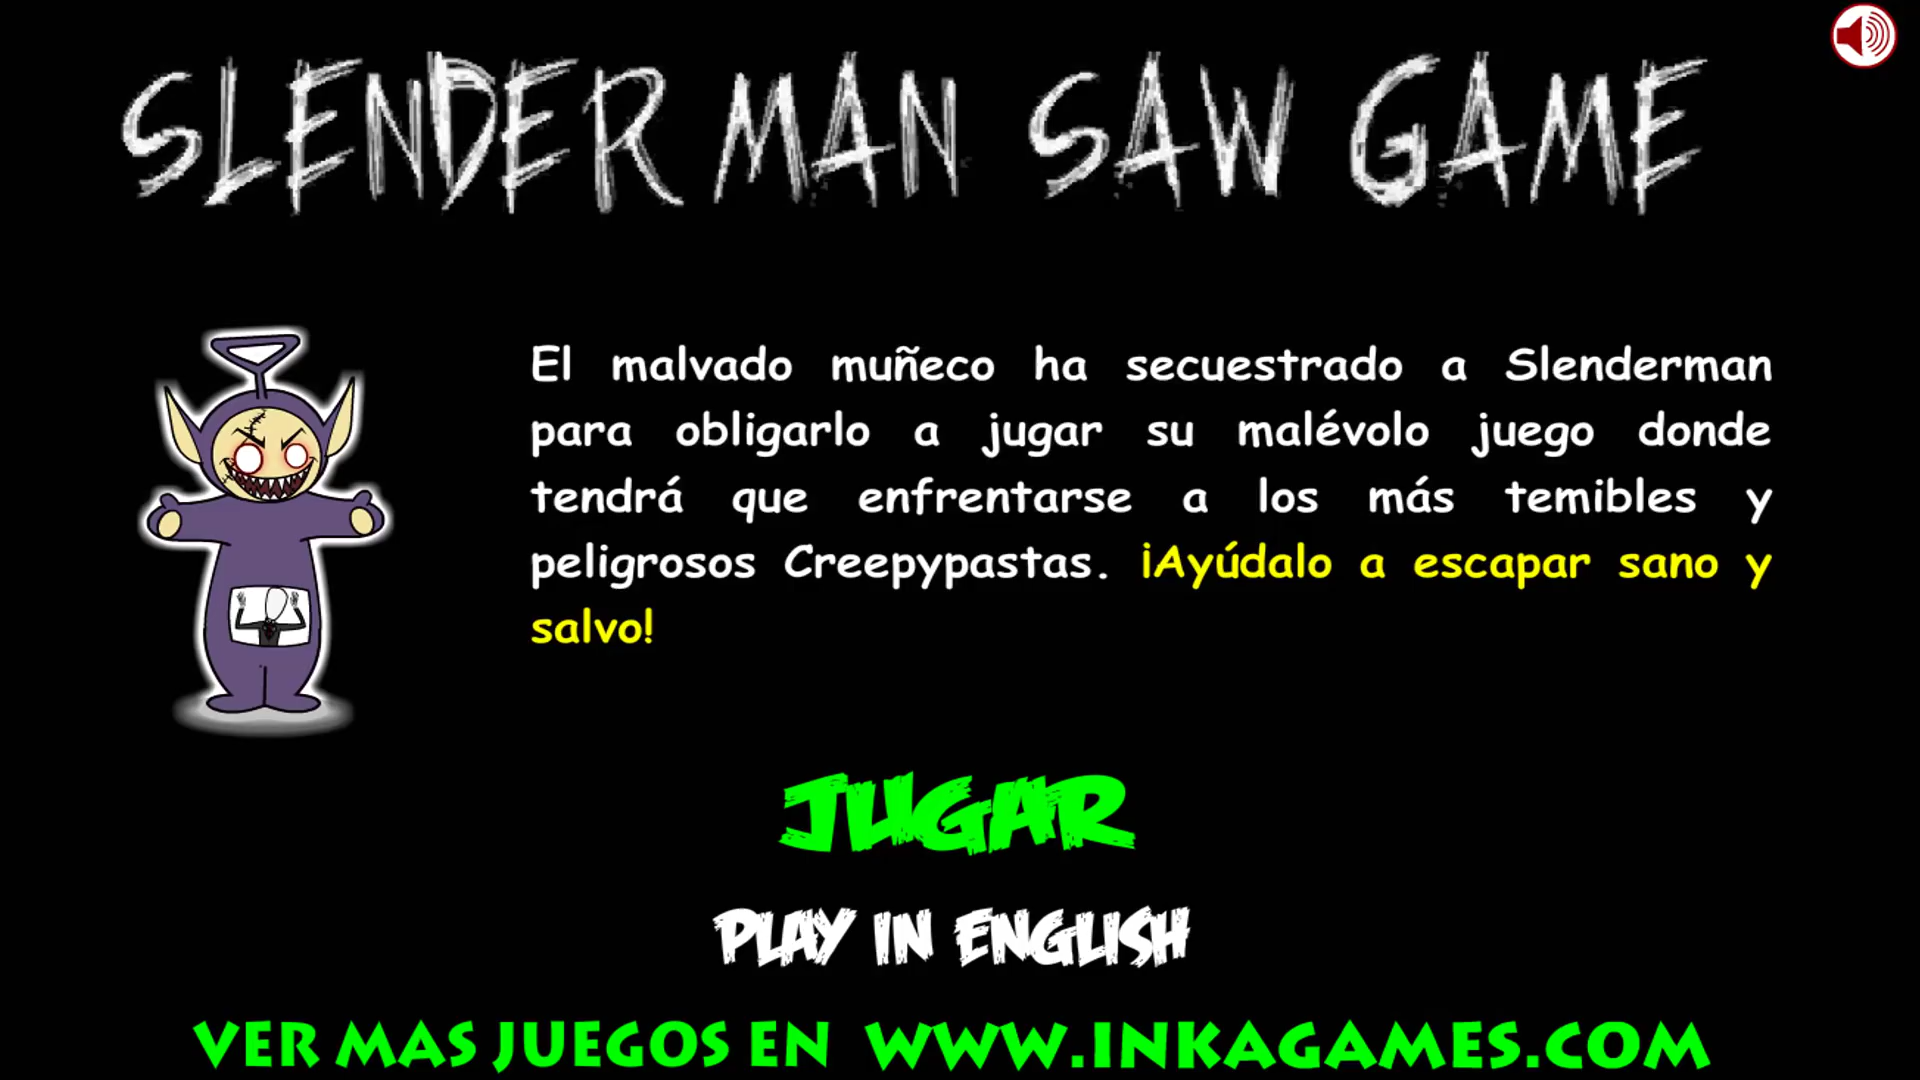 SLENDER MAN SAW GAME
El malvado muñeco ha secuestrado a Slenderman
para obligarlo a jugar su malévolo juego donde
tendrá que enfrentarse a los más temibles y
peligrosos Creepypastas. ¡Ayúdalo a escapar sano y
salvo!
JUGAR
PLAY IN ENGLISH
VER MAS JUEGOS EN WWW.INKAGAMES.COM